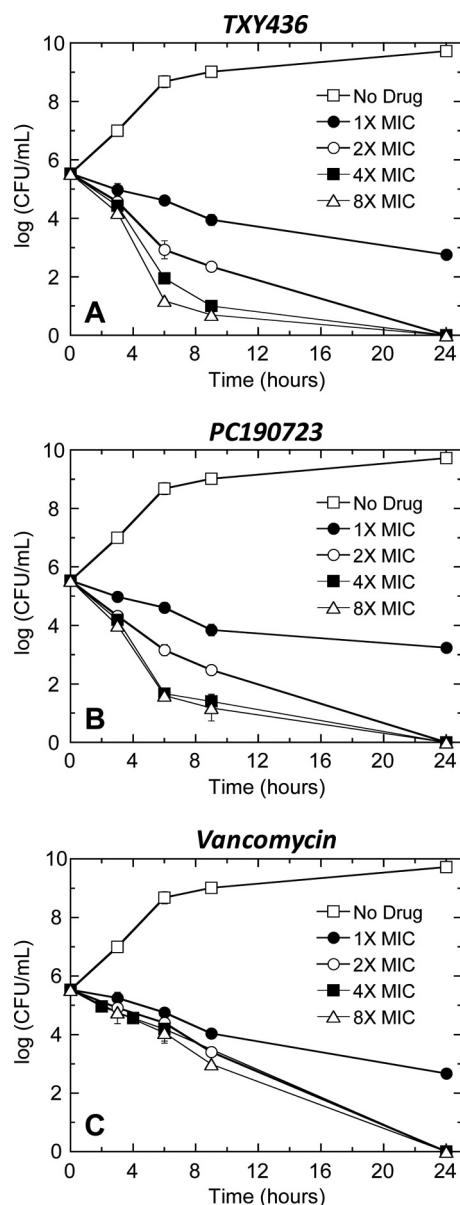 TXY436
10
8
6
4
2
0
log (CFU/mL)
No Drug
1X MIC
2X MIC
4X MIC
8X MIC
A
0 4 8 12 16 20 24
Time (hours)
PC190723
10
8
6
4
2
0
log (CFU/mL)
No Drug
1X MIC
2X MIC
4X MIC
8X MIC
B
0 4 8 12 16 20 24
Time (hours)
Vancomycin
10
8
6
4
2
0
log (CFU/mL)
No Drug
1X MIC
2X MIC
4X MIC
8X MIC
C
0 4 8 12 16 20 24
Time (hours)